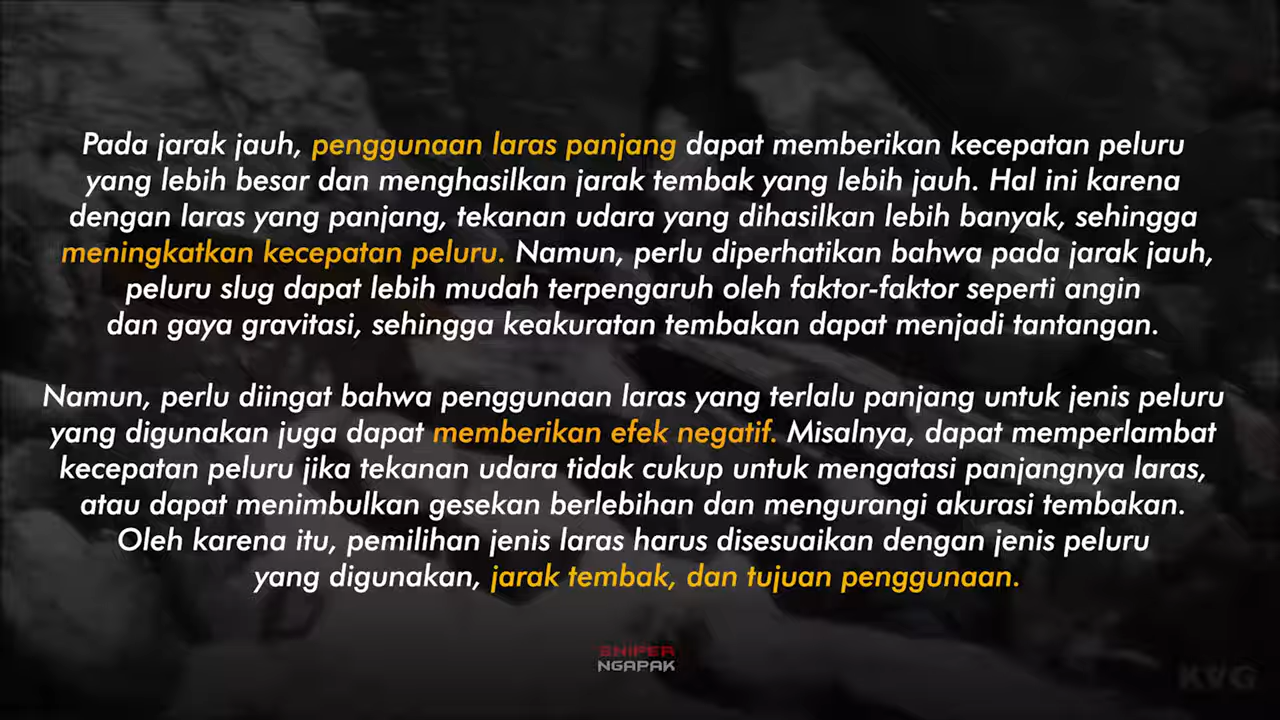 Pada jarak jauh, penggunaan laras panjang dapat memberikan kecepatan peluru
yang lebih besar dan menghasilkan jarak tembak yang lebih jauh. Hal ini karena
dengan laras yang panjang, tekanan udara yang dihasilkan lebih banyak, sehingga
meningkatkan kecepatan peluru. Namun, perlu diperhatikan bahwa pada jarak jauh,
peluru slug dapat lebih mudah terpengaruh oleh faktor-faktor seperti angin
dan gaya gravitasi, sehingga keakuratan tembakan dapat menjadi tantangan.
Namun, perlu diingat bahwa penggunaan laras yang terlalu panjang untuk jenis peluru
yang digunakan juga dapat memberikan efek negatif. Misalnya, dapat memperlambat
kecepatan peluru jika tekanan udara tidak cukup untuk mengatasi panjangnya laras,
atau dapat menimbulkan gesekan berlebihan dan mengurangi akurasi tembakan.
Oleh karena itu, pemilihan jenis laras harus disesuaikan dengan jenis peluru
yang digunakan, jarak tembak, dan tujuan penggunaan.
SNIPER
NGAPAK
KVG